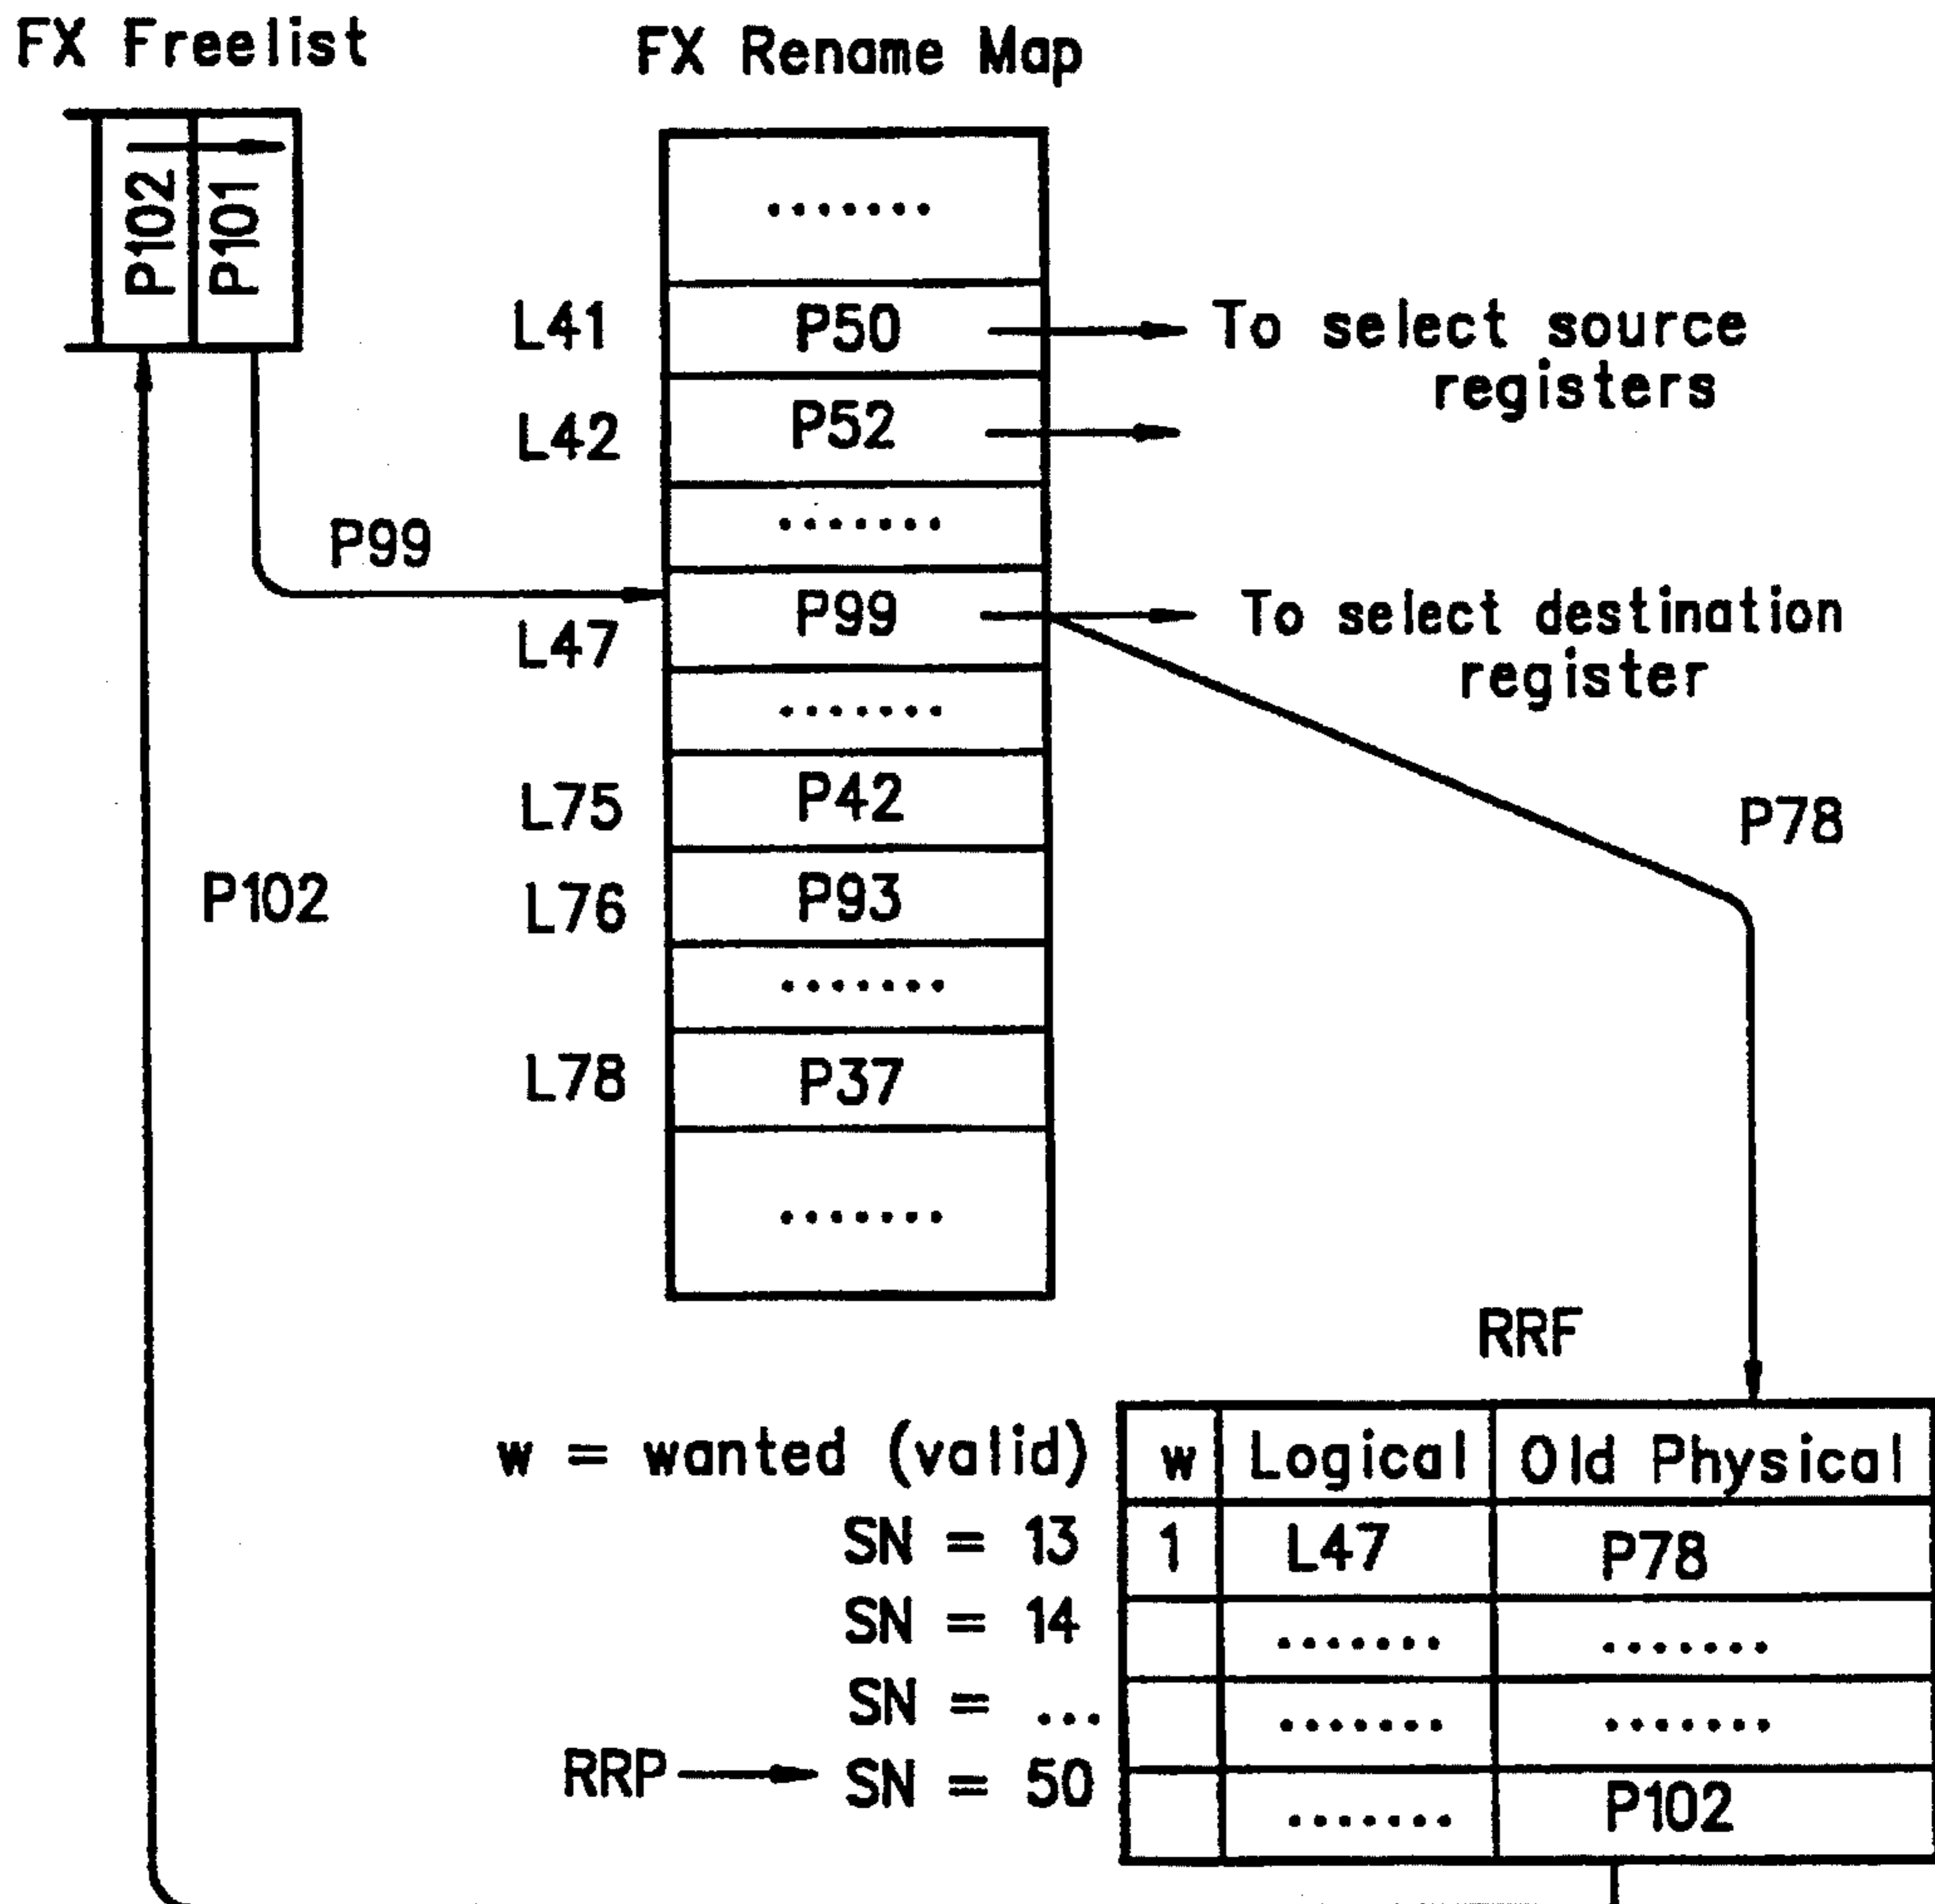 FX Freelist
FX Rename Map
P102
P101
.......
L41
P50
To select source
registers
L42
P52
.......
P99
L47
P99
To select destination
register
.......
L75
P42
P78
P102
L76
P93
.......
L78
P37
.......
RRF
w = wanted (valid)
w
Logical
Old Physical
SN = 13
1
L47
P78
SN = 14
.......
.......
SN = ...
.......
.......
RRP
SN = 50
.......
P102